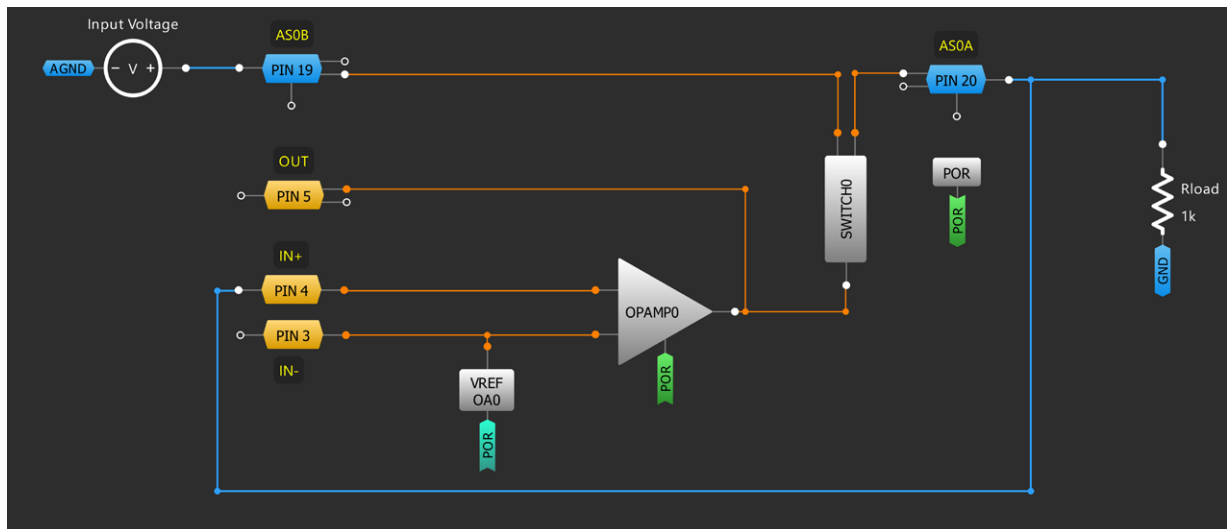 Input Voltage
AS0B
AS0A
AGND
− V +
PIN 19
PIN 20
OUT
POR
PIN 5
SWITCH0
POR
Rload
1k
IN+
GND
PIN 4
OPAMP0
PIN 3
IN-
VREF
OA0
POR
POR